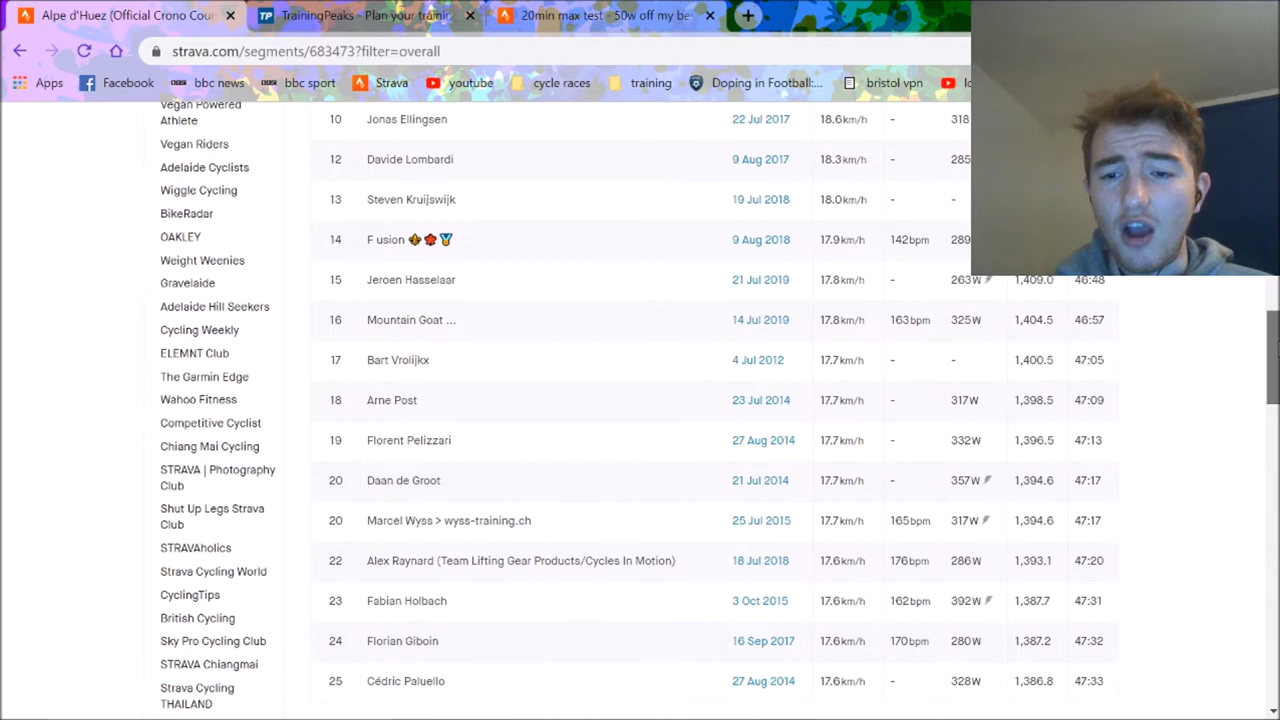 Alpe d'Huez (Official Crono Cour
TrainingPeaks - Plan your trainin
20min max test - 50w off my bes
strava.com/segments/683473?filter=overall
Apps
Facebook
bbc news
bbc sport
Strava
youtube
cycle races
training
Doping in Football:...
bristol vpn
Vegan Powered
Athlete
Vegan Riders
Adelaide Cyclists
Wiggle Cycling
BikeRadar
OAKLEY
Weight Weenies
Gravelaide
Adelaide Hill Seekers
Cycling Weekly
ELEMNT Club
The Garmin Edge
Wahoo Fitness
Competitive Cyclist
Chiang Mai Cycling
STRAVA | Photography
Club
Shut Up Legs Strava
Club
STRAVAholics
Strava Cycling World
CyclingTips
British Cycling
Sky Pro Cycling Club
STRAVA Chiangmai
Strava Cycling
THAILAND
10 Jonas Ellingsen 22 Jul 2017 18.6km/h - 318
12 Davide Lombardi 9 Aug 2017 18.3km/h - 285
13 Steven Kruijswijk 19 Jul 2018 18.0km/h - -
14 F usion 9 Aug 2018 17.9km/h 142bpm 289
15 Jeroen Hasselaar 21 Jul 2019 17.8km/h - 263W 1,409.0 46:48
16 Mountain Goat ... 14 Jul 2019 17.8km/h 163bpm 325W 1,404.5 46:57
17 Bart Vrolijkx 4 Jul 2012 17.7km/h - - 1,400.5 47:05
18 Arne Post 23 Jul 2014 17.7km/h - 317W 1,398.5 47:09
19 Florent Pelizzari 27 Aug 2014 17.7km/h - 332W 1,396.5 47:13
20 Daan de Groot 21 Jul 2014 17.7km/h - 357W 1,394.6 47:17
20 Marcel Wyss > wyss-training.ch 25 Jul 2015 17.7km/h 165bpm 317W 1,394.6 47:17
22 Alex Raynard (Team Lifting Gear Products/Cycles In Motion) 18 Jul 2018 17.6km/h 176bpm 286W 1,393.1 47:20
23 Fabian Holbach 3 Oct 2015 17.6km/h 162bpm 392W 1,387.7 47:31
24 Florian Giboin 16 Sep 2017 17.6km/h 170bpm 280W 1,387.2 47:32
25 Cédric Paluello 27 Aug 2014 17.6km/h - 328W 1,386.8 47:33